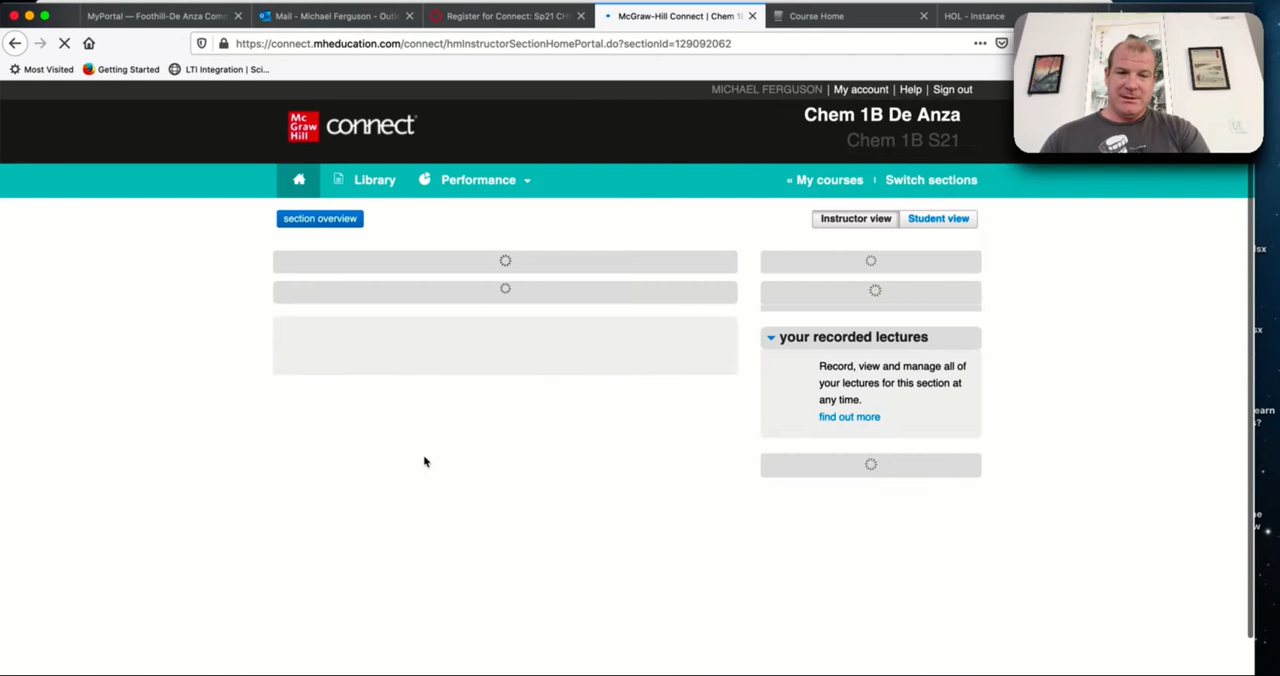 MyPortal — Foothill-De Anza Com
Mail - Michael Ferguson - Outl
Register for Connect: Sp21 CH
McGraw-Hill Connect | Chem 1
Course Home
HOL - Instance
https://connect.mheducation.com/connect/hmInstructorSectionHomePortal.do?sectionId=129092062
Most Visited
Getting Started
LTI Integration | Sci...
MICHAEL FERGUSON | My account | Help | Sign out
Mc
Graw
Hill
connect
Chem 1B De Anza
Chem 1B S21
Library
Performance
« My courses
Switch sections
section overview
Instructor view
Student view
your recorded lectures
Record, view and manage all of
your lectures for this section at
any time.
find out more
lsx
sx
earn
s?